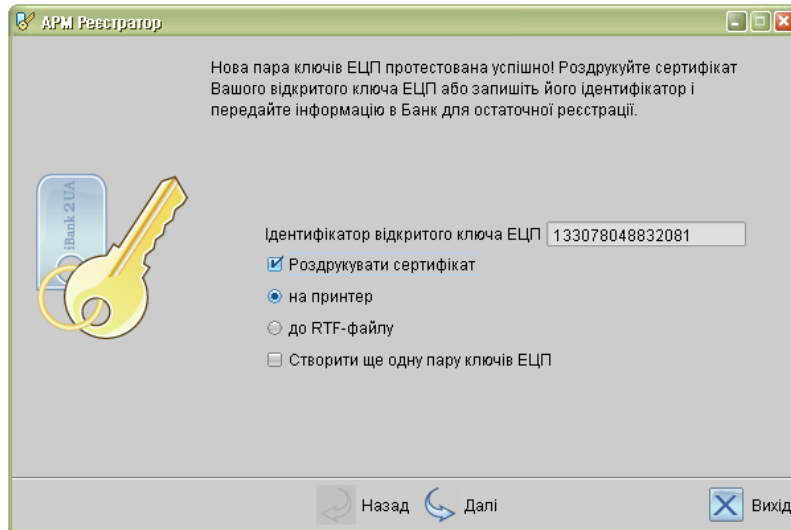 АРМ Реєстратор
Нова пара ключів ЕЦП протестована успішно! Роздрукуйте сертифікат
Вашого відкритого ключа ЕЦП або запишіть його ідентифікатор і
передайте інформацію в Банк для остаточної реєстрації.
iBank 2 UA
Ідентифікатор відкритого ключа ЕЦП 133078048832081
Роздрукувати сертифікат
на принтер
до RTF-файлу
Створити ще одну пару ключів ЕЦП
Назад Далі Вихід